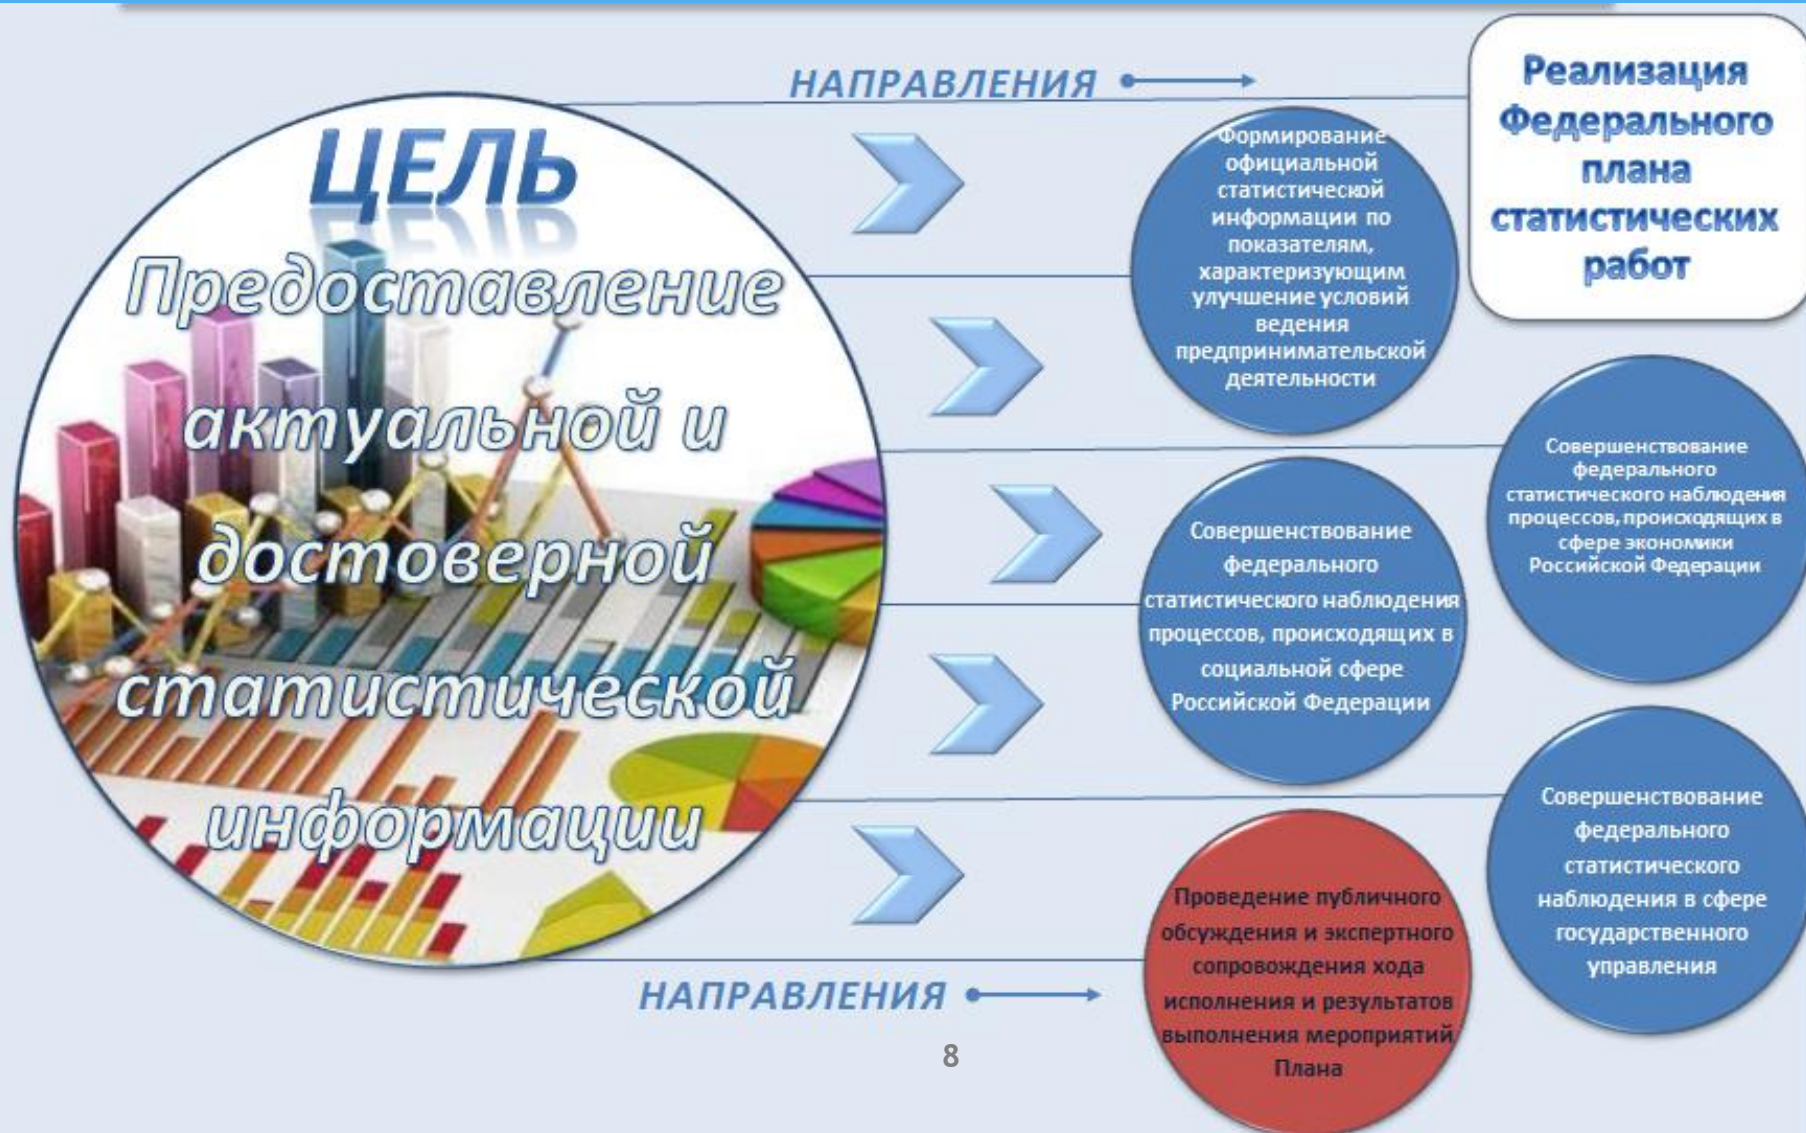 НАПРАВЛЕНИЯ
ЦЕЛЬ
Предоставление
актуальной и
достоверной
статистической
информации
Реализация
Федерального
плана
статистических
работ
Формирование
официальной
статистической
информации по
показателям,
характеризующим
улучшение условий
ведения
предпринимательской
деятельности
Совершенствование
федерального
статистического наблюдения
процессов, происходящих в
сфере экономики
Российской Федерации
Совершенствование
федерального
статистического наблюдения
процессов, происходящих в
социальной сфере
Российской Федерации
Совершенствование
федерального
статистического
наблюдения в сфере
государственного
управления
Проведение публичного
обсуждения и экспертного
сопровождения хода
исполнения и результатов
выполнения мероприятий
Плана
НАПРАВЛЕНИЯ
8